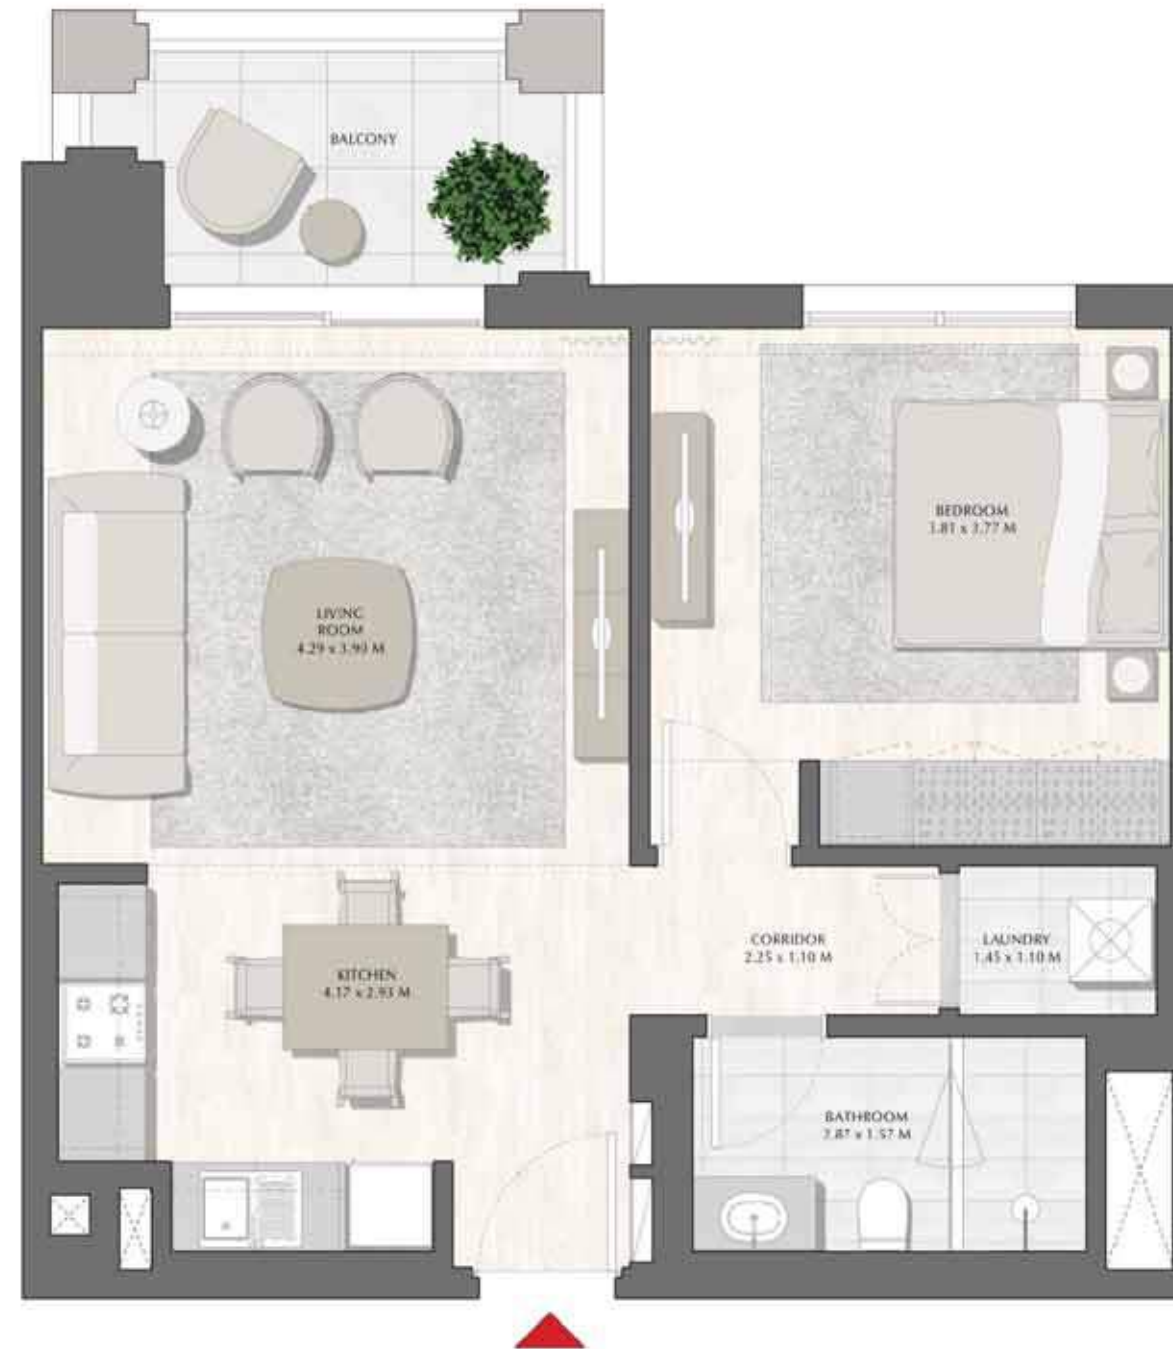 BALCONY
BEDROOM
3.81 x 3.77 M
LIVING
ROOM
4.29 x 3.90 M
CORRIDOR
2.25 x 1.10 M
LAUNDRY
1.45 x 1.10 M
KITCHEN
4.17 x 2.93 M
BATHROOM
2.87 x 1.57 M